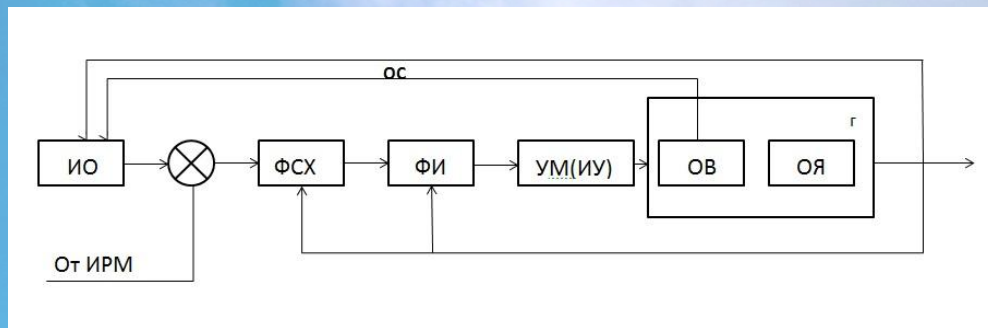 ОС
г
ИО
ФСХ
ФИ
УМ(ИУ)
ОВ
ОЯ
От ИРМ